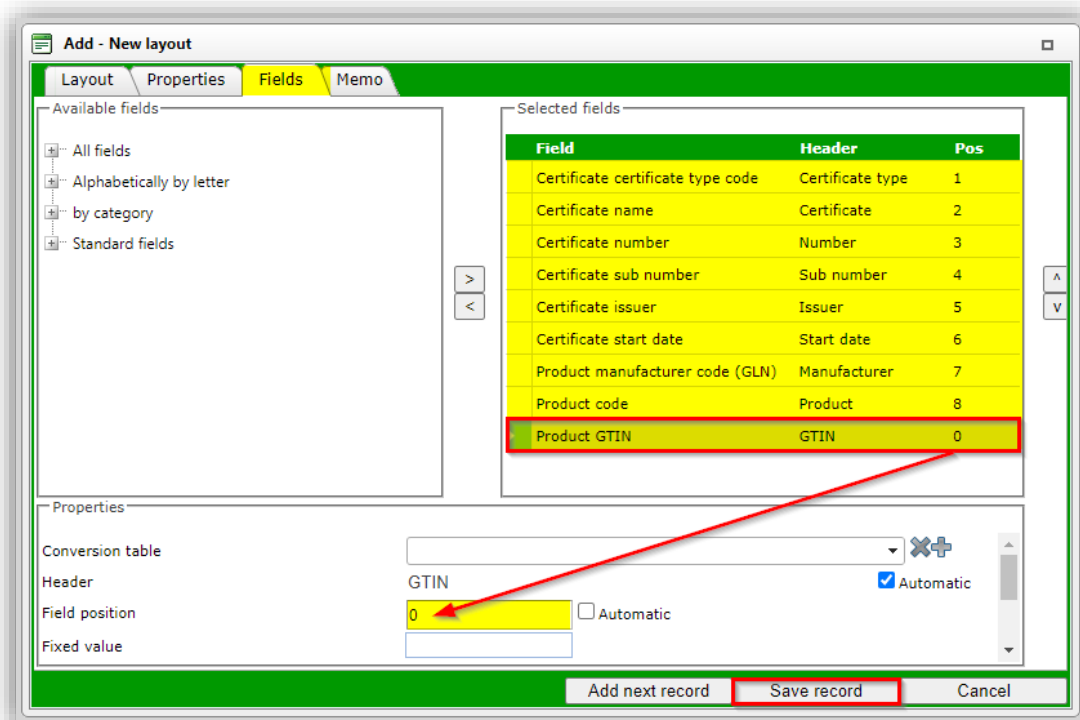 Add - New layout
Layout Properties Fields Memo
Available fields
All fields
Alphabetically by letter
by category
Standard fields
>
<
Selected fields
Field Header Pos
Certificate certificate type code Certificate type 1
Certificate name Certificate 2
Certificate number Number 3
Certificate sub number Sub number 4
Certificate issuer Issuer 5
Certificate start date Start date 6
Product manufacturer code (GLN) Manufacturer 7
Product code Product 8
Product GTIN GTIN 0
^
v
Properties
Conversion table
Header GTIN Automatic
Field position 0 Automatic
Fixed value
Add next record Save record Cancel